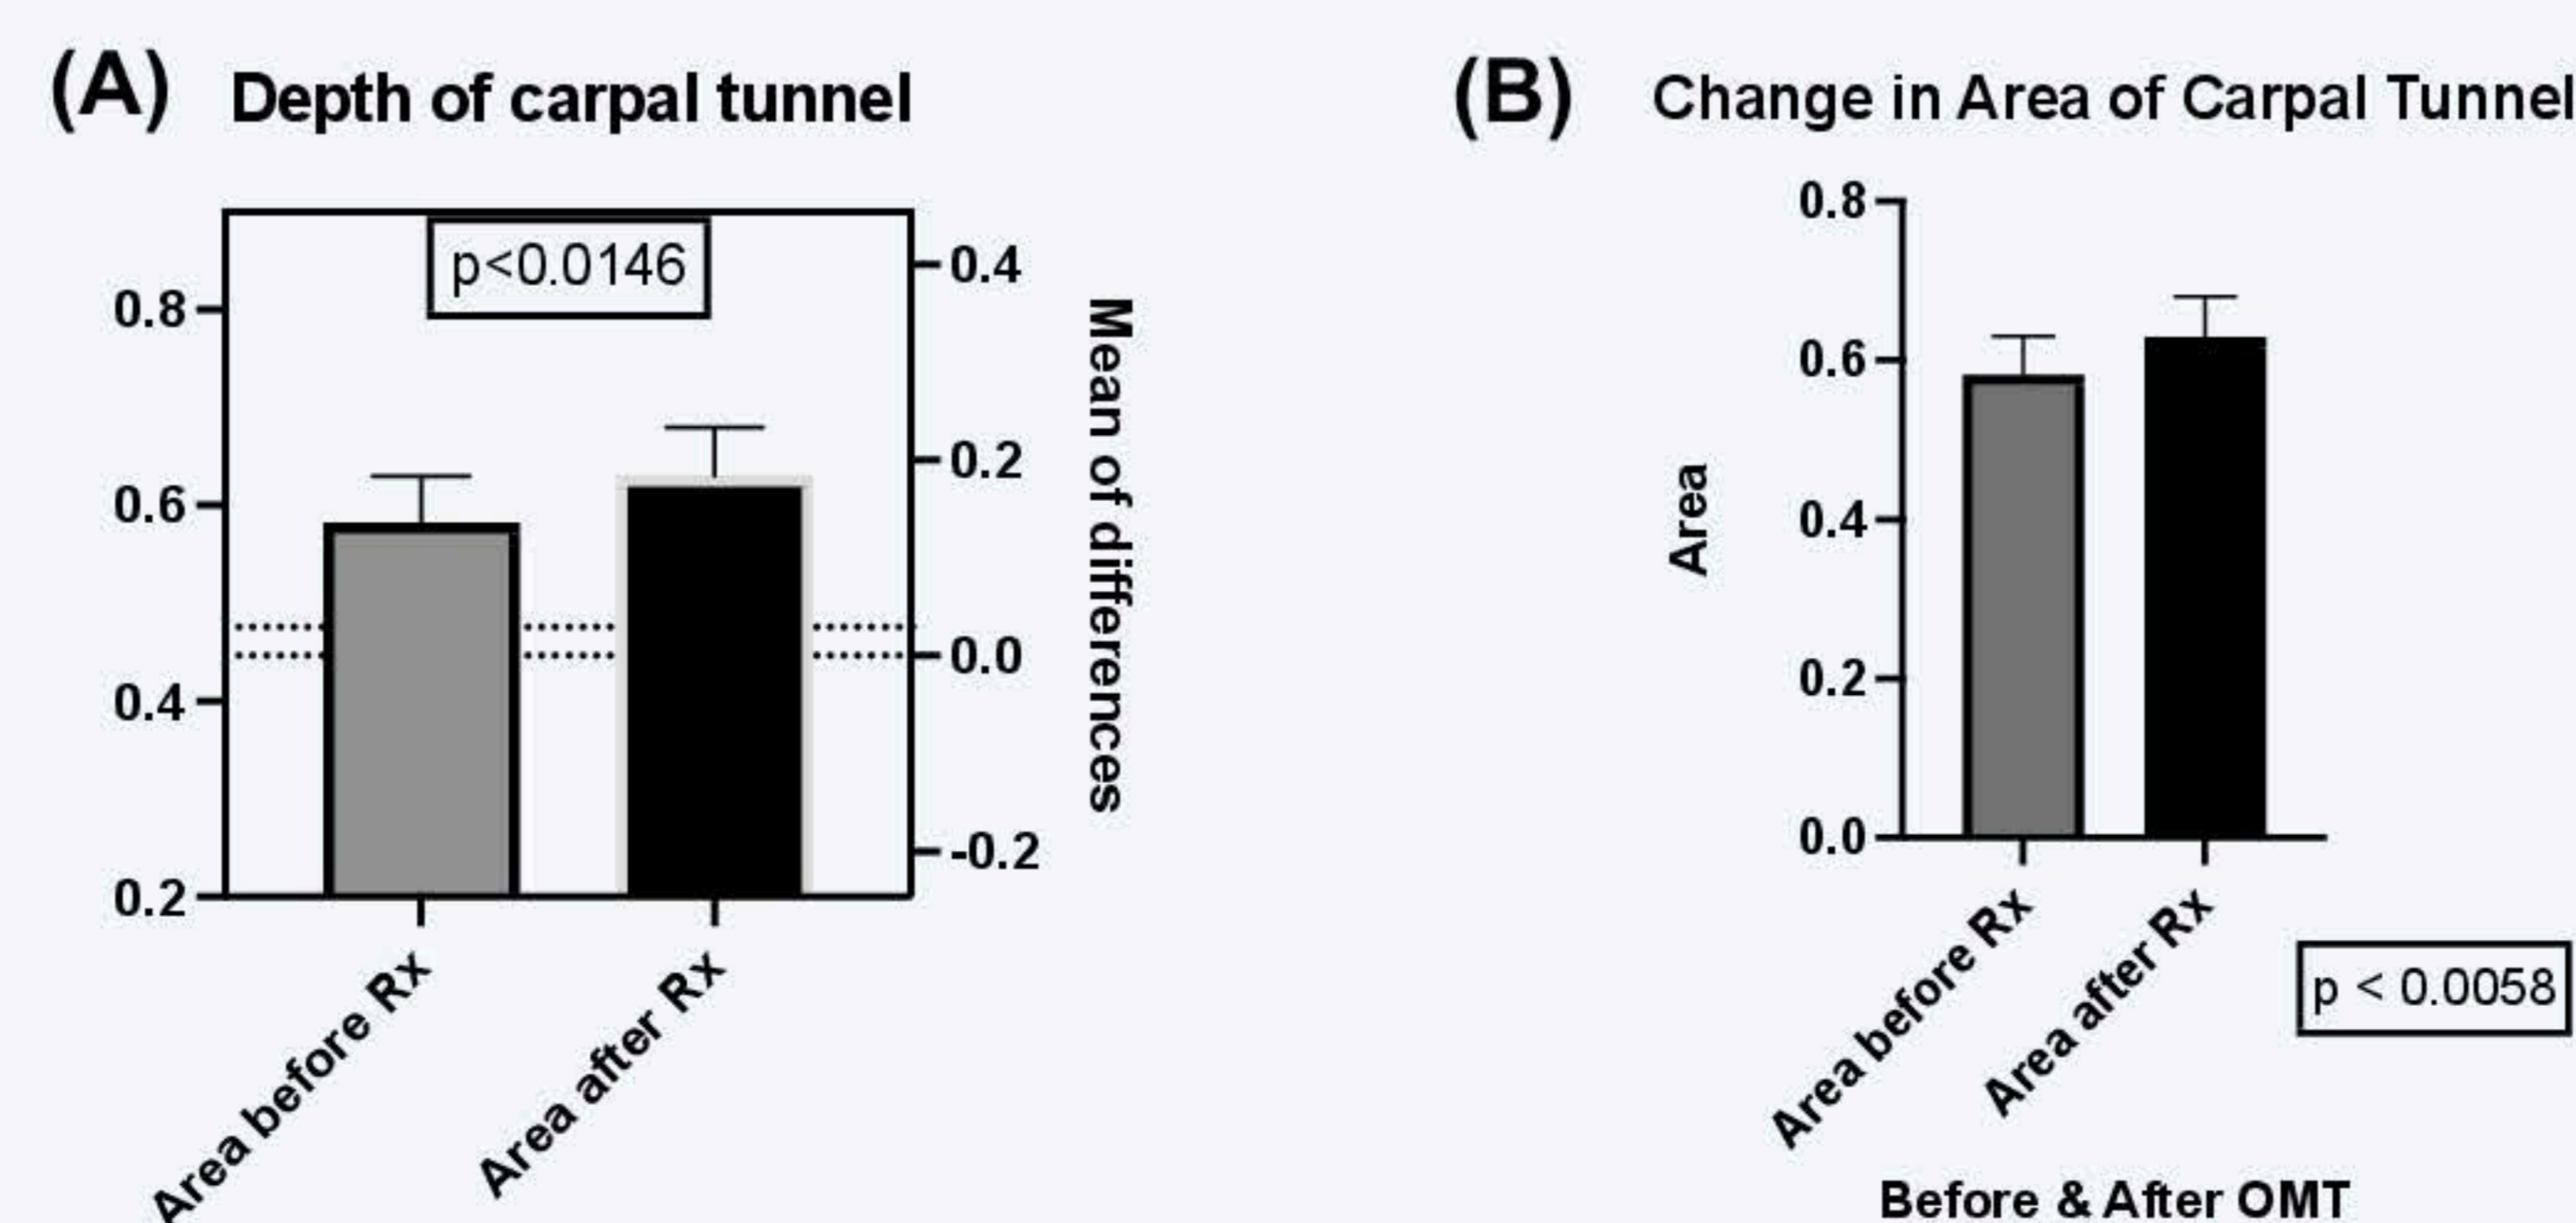 (A) Depth of carpal tunnel
p<0.0146
0.8
0.6
0.4
0.2
0.4
0.2
0.0
-0.2
Mean of differences
Area before Rx
Area after Rx
(B) Change in Area of Carpal Tunnel
Area
0.8
0.6
0.4
0.2
0.0
Area before Rx
Area after Rx
p < 0.0058
Before & After OMT